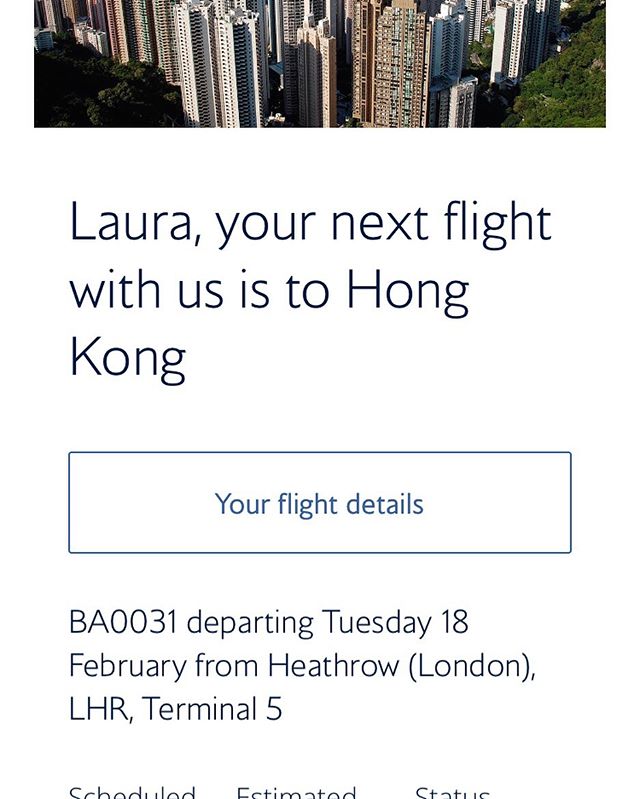 Laura, your next flight
with us is to Hong
Kong
Your flight details
BA0031 departing Tuesday 18
February from Heathrow (London),
LHR, Terminal 5
Scheduled Estimated Status